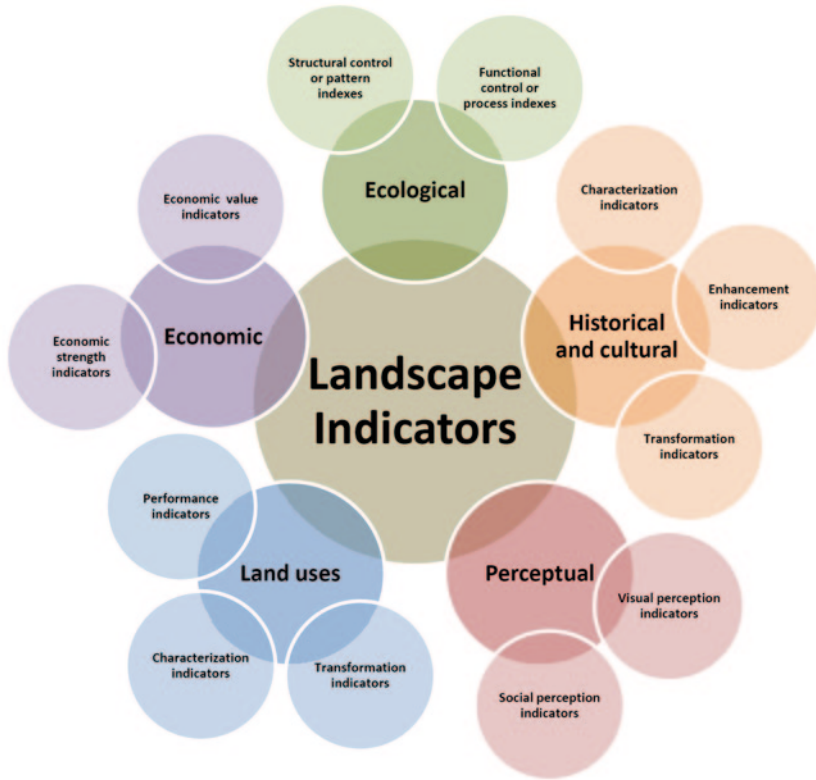 Structural control
or pattern
indexes
Functional
control or
process indexes
Ecological
Characterization
indicators
Enhancement
indicators
Historical
and cultural
Transformation
indicators
Economic value
indicators
Economic
Economic
strength
indicators
Landscape
Indicators
Performance
indicators
Land uses
Characterization
indicators
Transformation
indicators
Perceptual
Visual perception
indicators
Social perception
indicators